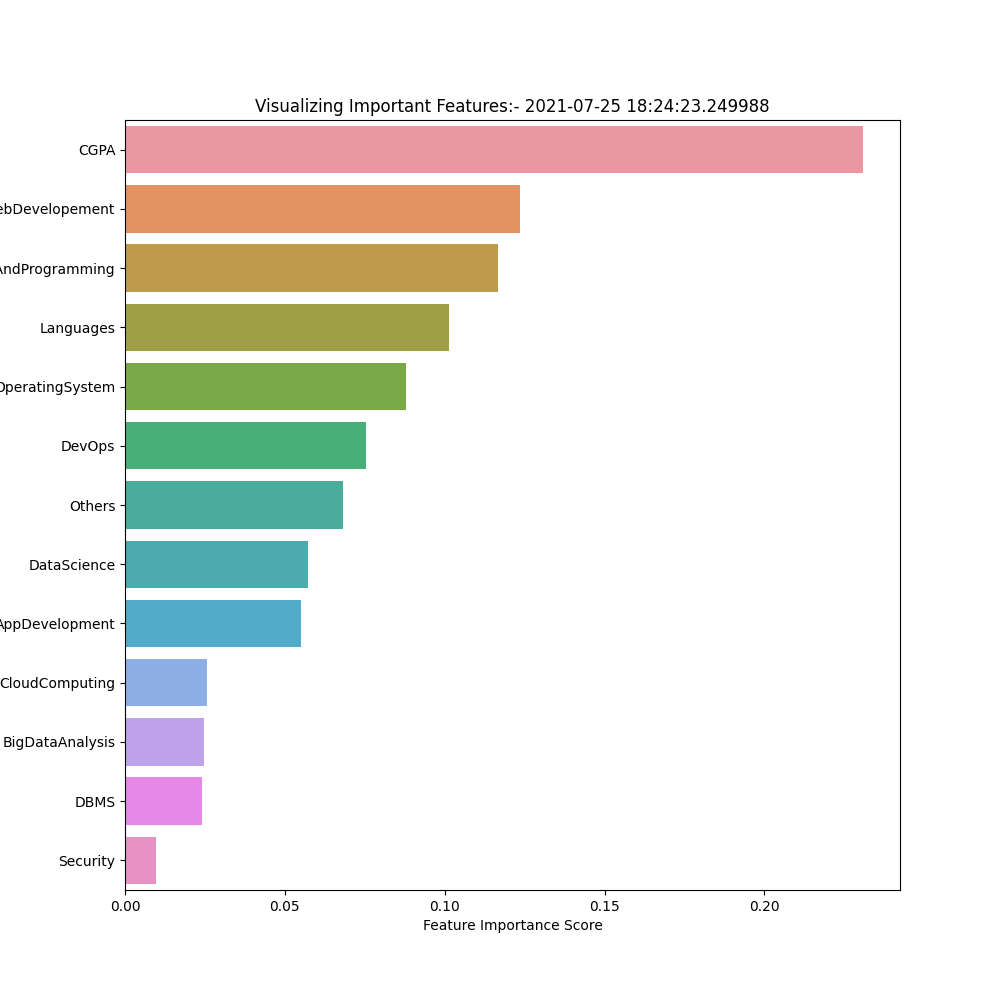 Visualizing Important Features:- 2021-07-25 18:24:23.249988
CGPA
ebDevelopement
AndProgramming
Languages
OperatingSystem
DevOps
Others
DataScience
AppDevelopment
CloudComputing
BigDataAnalysis
DBMS
Security
0.00 0.05 0.10 0.15 0.20
Feature Importance Score